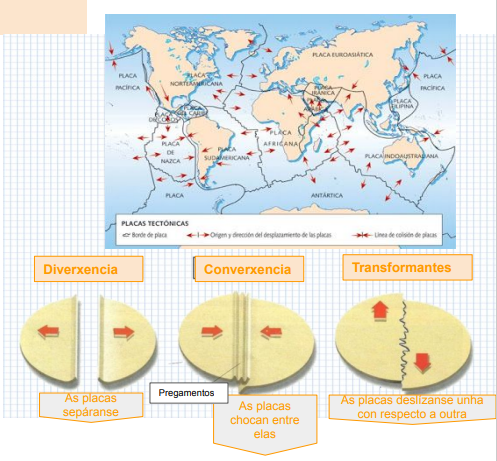 PLACA EUROASIÁTICA
PLACA
NORTEAMERICANA
PLACA
PACÍFICA
PLACA
PACÍFICA
PLACA
FILIPINA
PLACA
DE
NAZCA
PLACA
SUDAMERICANA
PLACA
AFRICANA
PLACA INDOAUSTRALIANA
PLACA
ANTÁRTICA
PLACAS TECTÓNICAS
Borde de placa
Origen y dirección del desplazamiento de las placas
Línea de colisión de placas
Diverxencia
Converxencia
Transformantes
Pregamentos
As placas
sepáranse
As placas
chocan entre
elas
As placas deslízanse unha
con respecto a outra